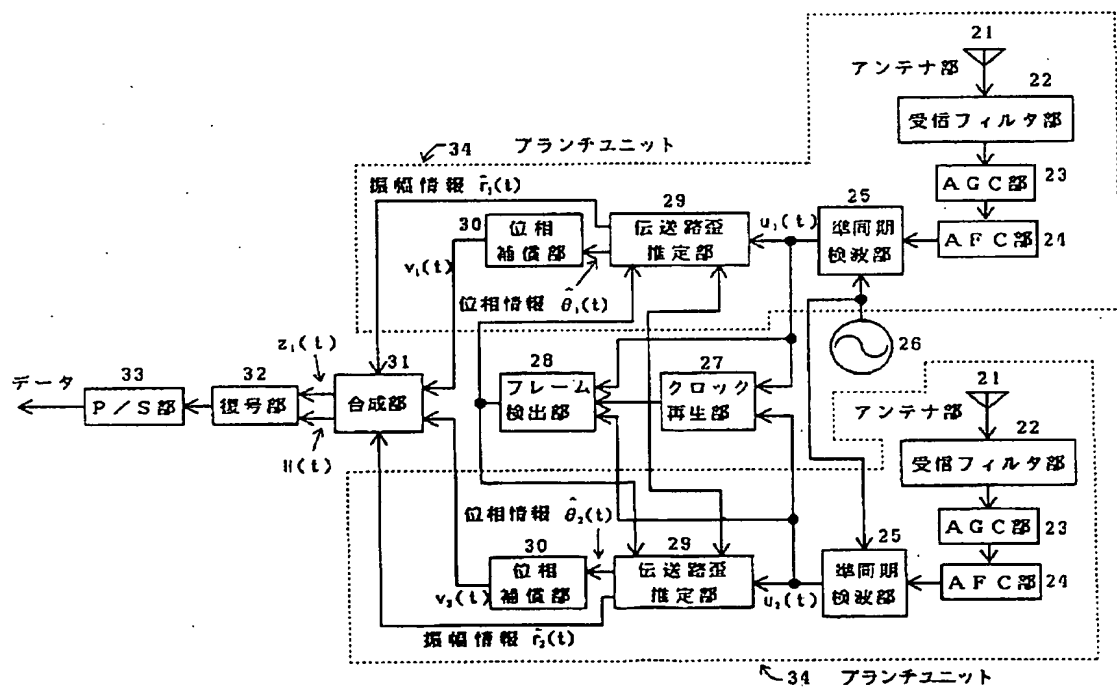 21
アンテナ部
22
受信フィルタ部
34
ブランチユニット
振幅情報 r̂₁(t)
23
AGC部
29
25
30
位相
補償部
伝送路歪
推定部
u₁(t)
準同期
検波部
AFC部
24
v₁(t)
位相情報 θ̂₁(t)
z₁(t)
26
31
28
27
21
データ
33
32
フレーム
検出部
クロック
再生部
アンテナ部
P/S部
復号部
合成部
22
受信フィルタ部
H(t)
位相情報 θ̂₂(t)
AGC部
23
29
25
30
位相
補償部
伝送路歪
推定部
u₂(t)
準同期
検波部
AFC部
24
v₂(t)
振幅情報 r̂₂(t)
34
ブランチユニット